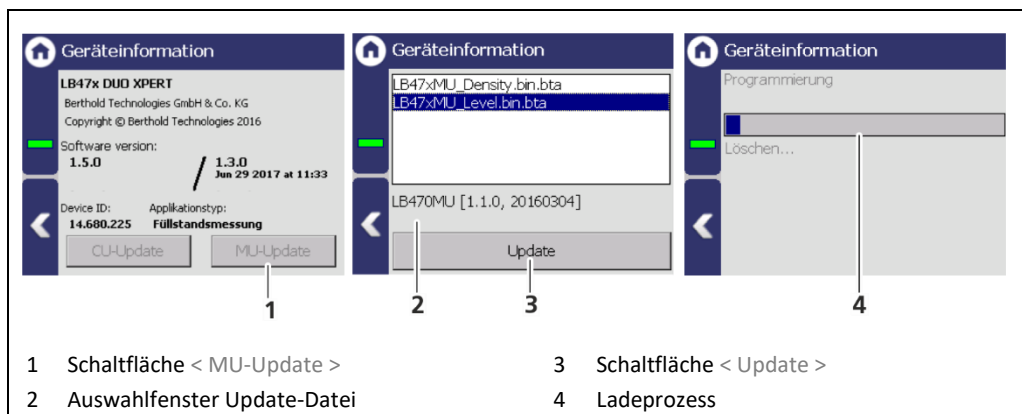 Geräteinformation
LB47x DUO XPERT
Berthold Technologies GmbH & Co. KG
Copyright © Berthold Technologies 2016
Software version:
1.5.0 / 1.3.0
Jun 29 2017 at 11:33
Device ID: Applikationstyp:
14.680.225 Füllstandsmessung
CU-Update MU-Update
1
Geräteinformation
LB47xMU_Density.bin.bta
LB47xMU_Level.bin.bta
LB470MU [1.1.0, 20160304]
Update
2 3
Geräteinformation
Programmierung
Löschen...
4
1 Schaltfläche < MU-Update >
2 Auswahlfenster Update-Datei
3 Schaltfläche < Update >
4 Ladeprozess